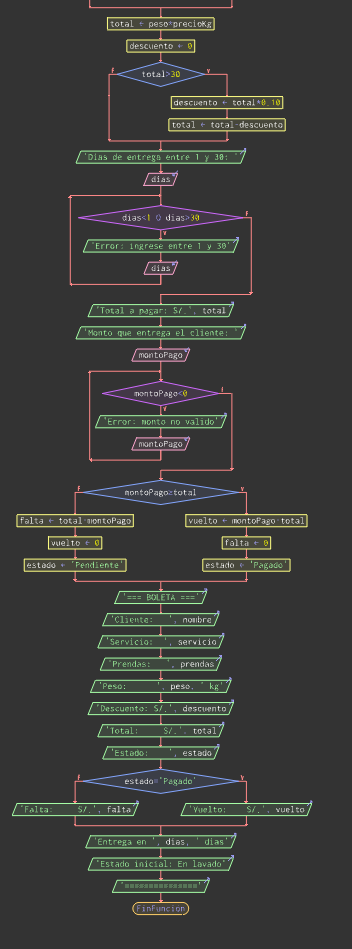 total ← peso*precioKg
descuento ← 0
total>30
F
V
descuento ← total*0.10
total ← total-descuento
'Dias de entrega entre 1 y 30: '
dias
dias<1 O dias>30
F
V
'Error: ingrese entre 1 y 30'
dias
'Total a pagar: S/.', total
'Monto que entrega el cliente: '
montoPago
montoPago<0
F
V
'Error: monto no valido'
montoPago
montoPago≥total
F
V
falta ← total-montoPago
vuelto ← montoPago-total
vuelto ← 0
falta ← 0
estado ← 'Pendiente'
estado ← 'Pagado'
'=== BOLETA ==='
'Cliente: ', nombre
'Servicio: ', servicio
'Prendas: ', prendas
'Peso: ', peso, ' kg'
'Descuento: S/.', descuento
'Total: S/.', total
'Estado: ', estado
estado='Pagado'
F
V
'Falta: S/.', falta
'Vuelto: S/.', vuelto
'Entrega en ', dias, ' dias'
'Estado inicial: En lavado'
'==============='
FinFuncion